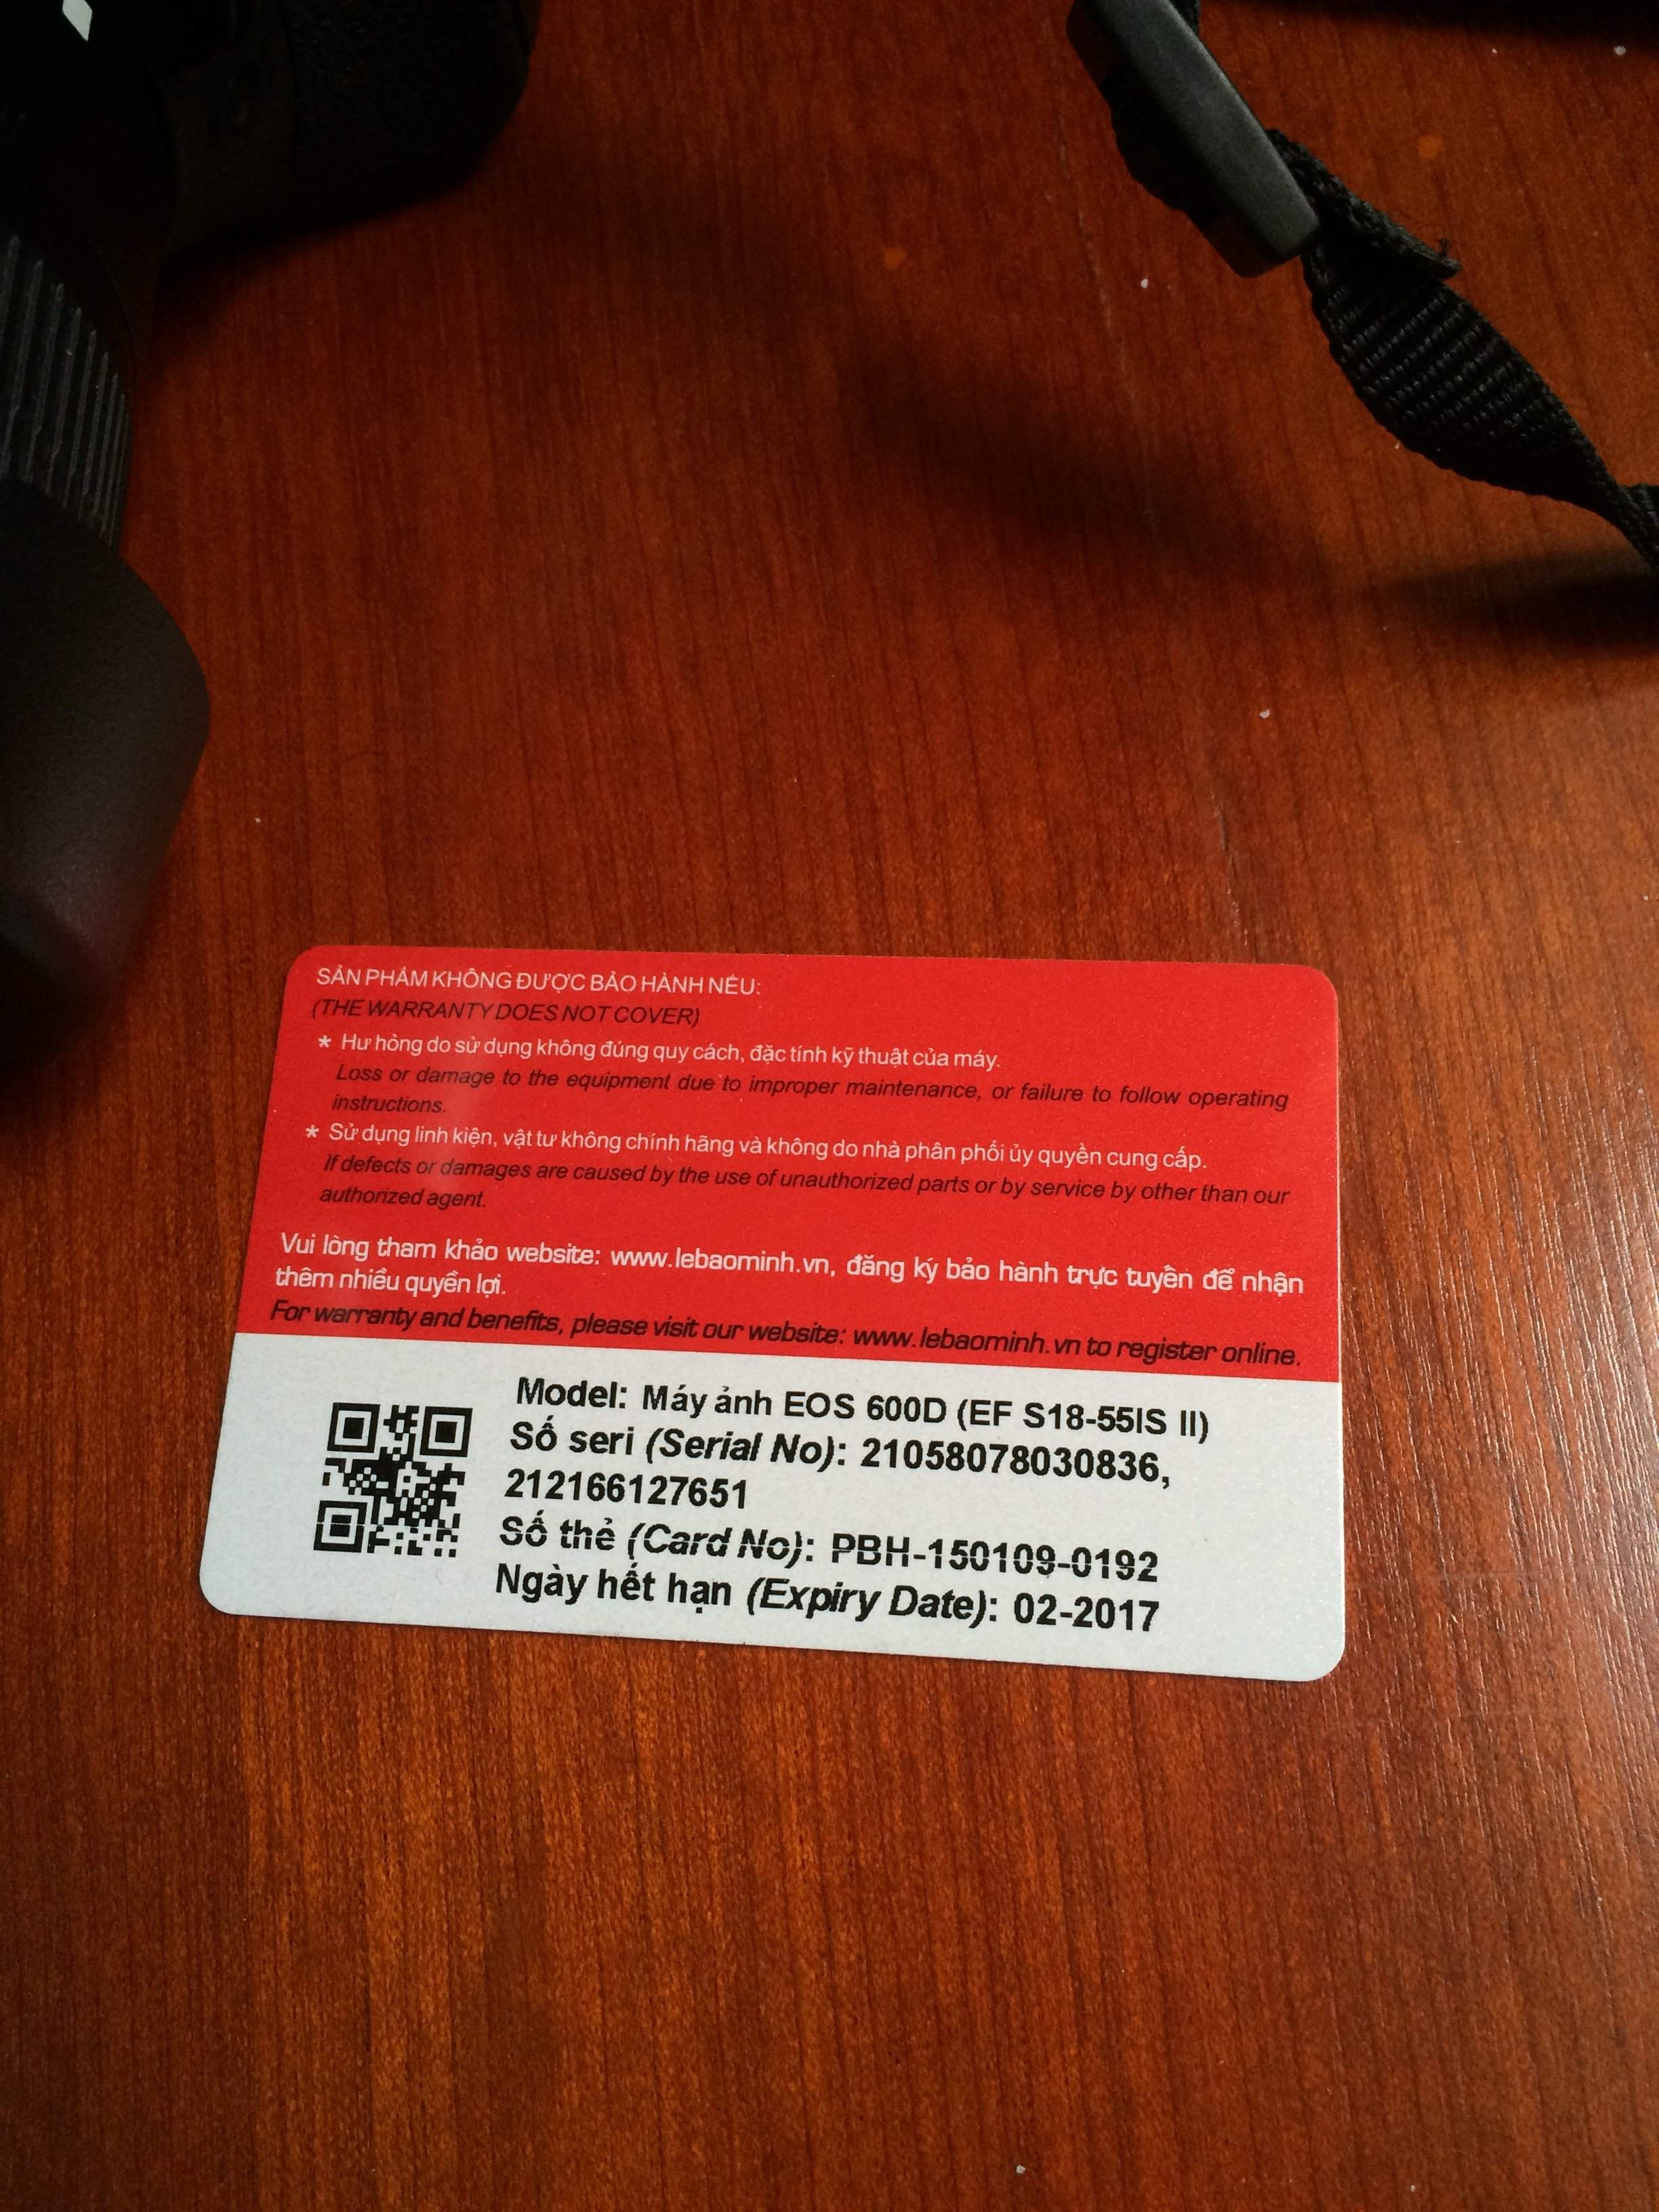 SẢN PHẨM KHÔNG ĐƯỢC BẢO HÀNH NẾU:
(THE WARRANTY DOES NOT COVER)
* Hư hỏng do sử dụng không đúng quy cách, đặc tính kỹ thuật của máy.
Loss or damage to the equipment due to improper maintenance, or failure to follow operating
instructions.
* Sử dụng linh kiện, vật tư không chính hãng và không do nhà phân phối ủy quyền cung cấp.
If defects or damages are caused by the use of unauthorized parts or by service by other than our
authorized agent.
Vui lòng tham khảo website: www.lebaominh.vn, đăng ký bảo hành trực tuyến để nhận
thêm nhiều quyền lợi.
For warranty and benefits, please visit our website: www.lebaominh.vn to register online.
Model: Máy ảnh EOS 600D (EF S18-55IS II)
Số seri (Serial No): 21058078030836,
212166127651
Số thẻ (Card No): PBH-150109-0192
Ngày hết hạn (Expiry Date): 02-2017